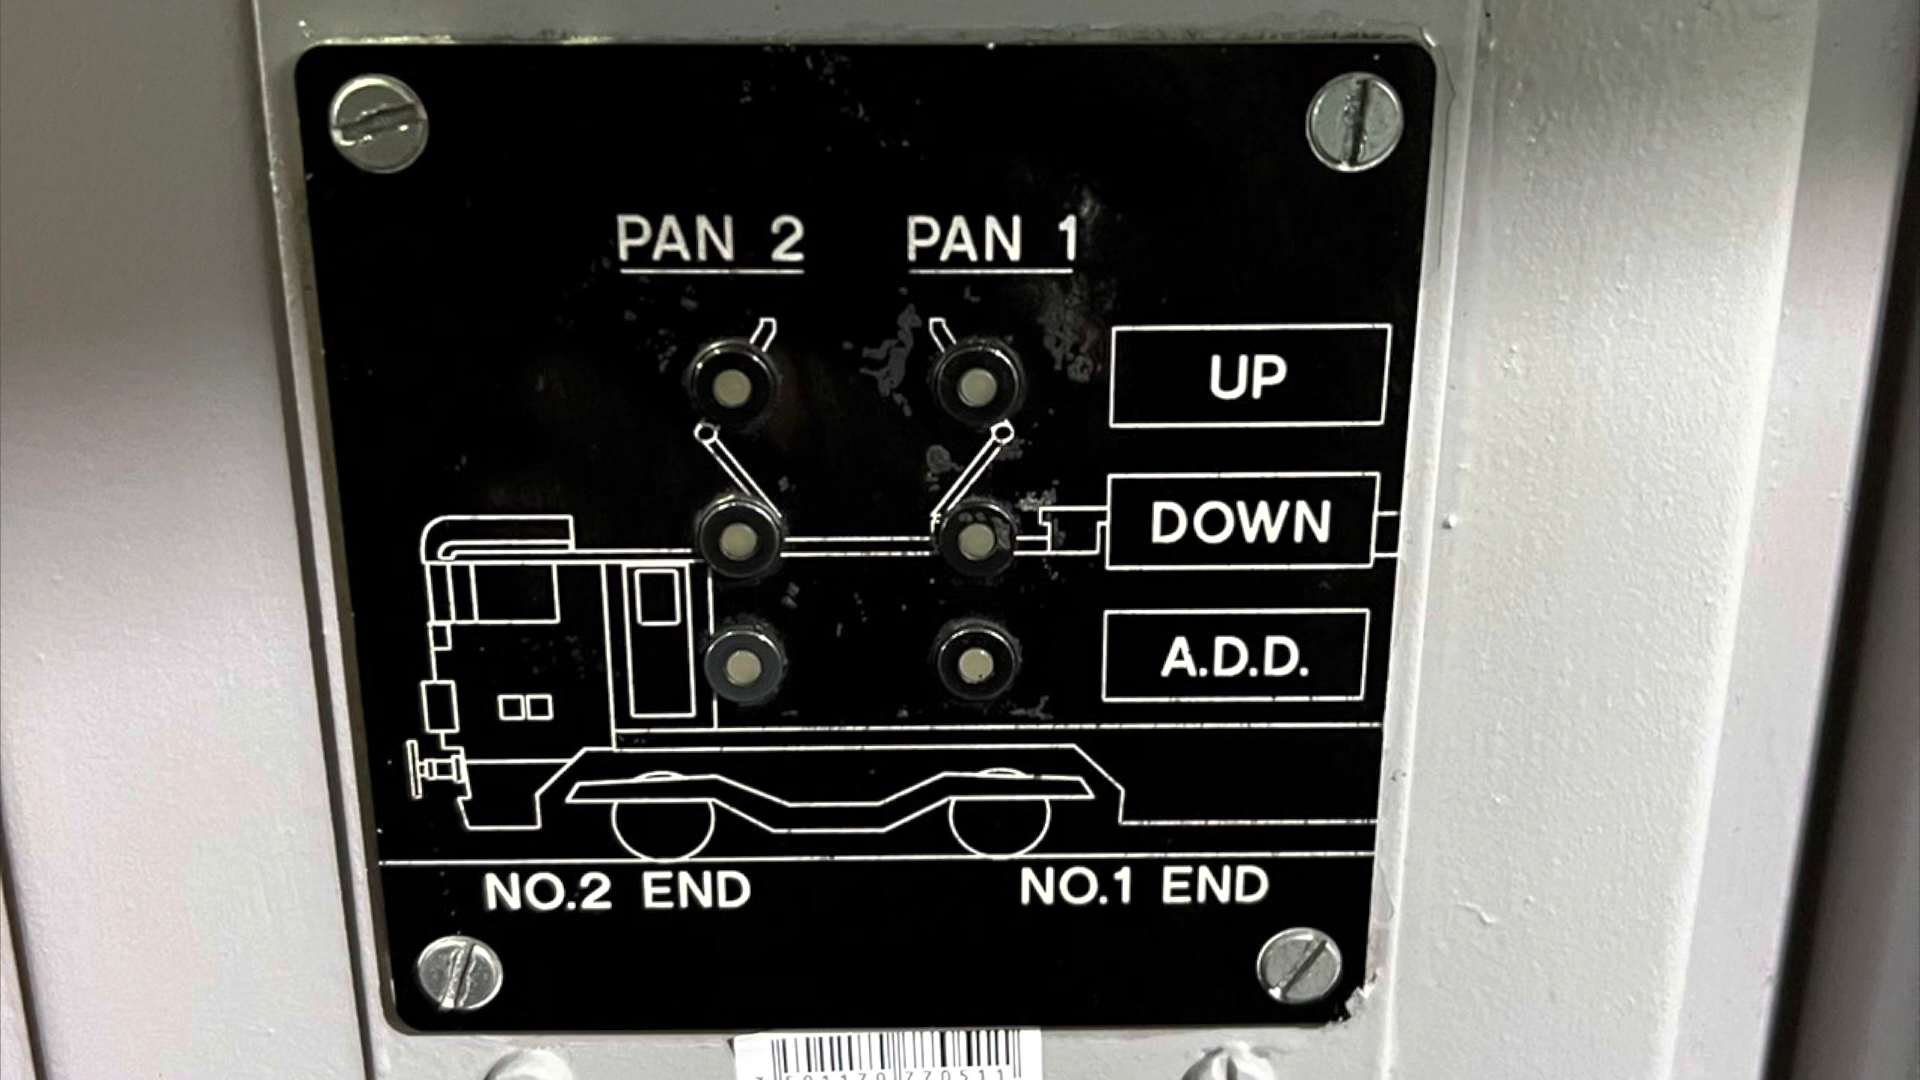 PAN 2 PAN 1
UP
DOWN
A.D.D.
NO.2 END NO.1 END